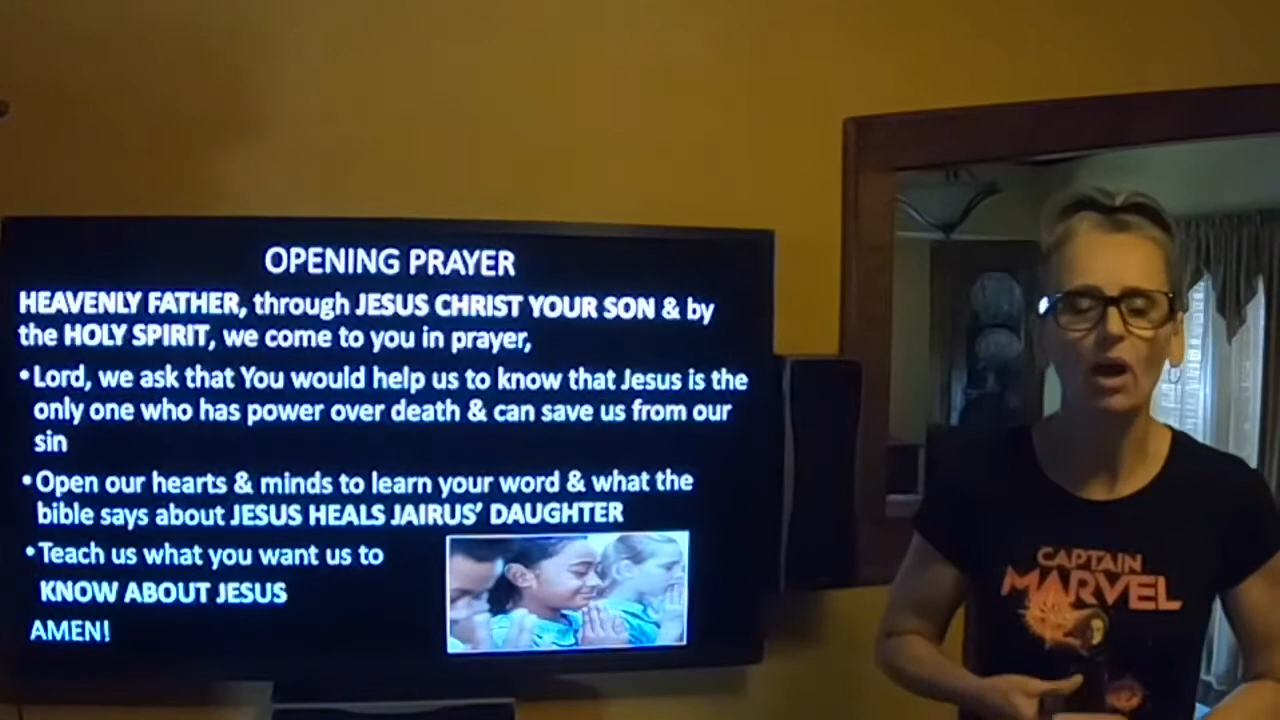 OPENING PRAYER
HEAVENLY FATHER, through JESUS CHRIST YOUR SON & by
the HOLY SPIRIT, we come to you in prayer,
•Lord, we ask that You would help us to know that Jesus is the
only one who has power over death & can save us from our
sin
•Open our hearts & minds to learn your word & what the
bible says about JESUS HEALS JAIRUS' DAUGHTER
•Teach us what you want us to
KNOW ABOUT JESUS
AMEN!
CAPTAIN
MARVEL